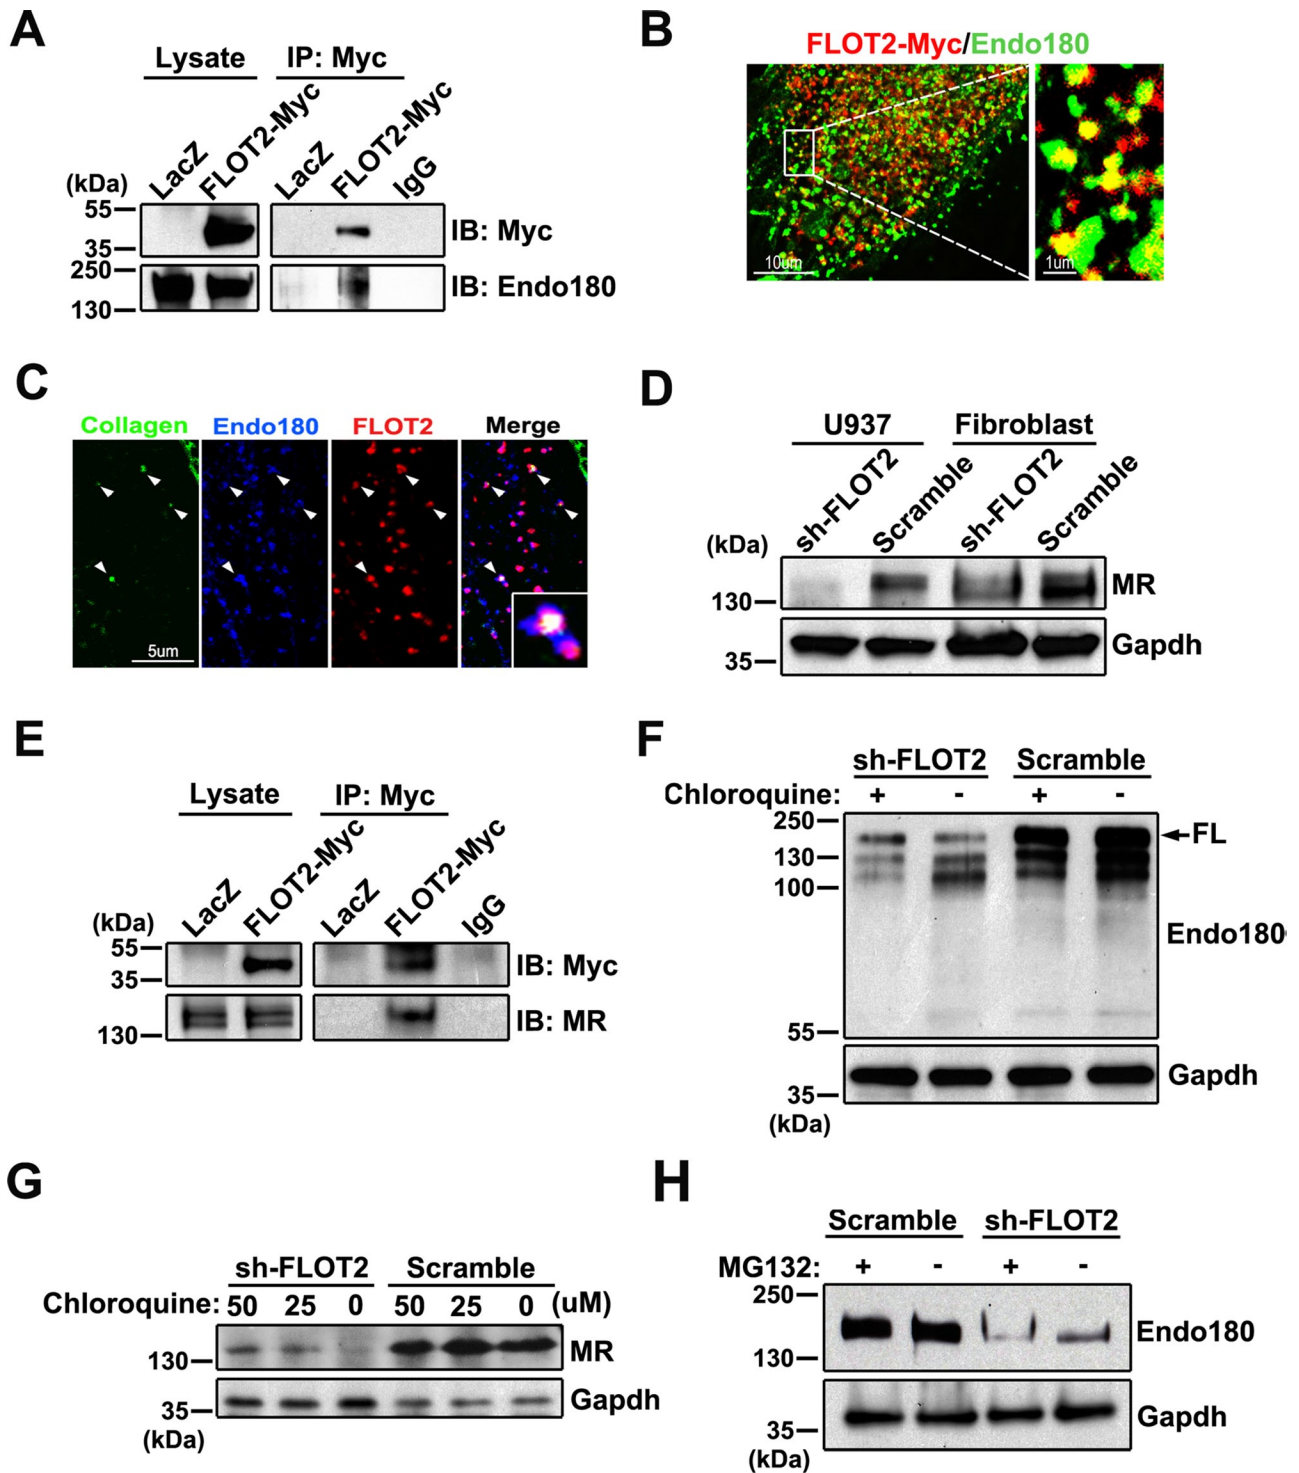 A
Lysate
IP: Myc
LacZ
FLOT2-Myc
LacZ
FLOT2-Myc
IgG
(kDa)
55
35
IB: Myc
250
130
IB: Endo180
B
FLOT2-Myc/Endo180
10um
1um
C
Collagen
Endo180
FLOT2
Merge
5um
D
U937
Fibroblast
sh-FLOT2
Scramble
sh-FLOT2
Scramble
(kDa)
130
MR
35
Gapdh
E
Lysate
IP: Myc
LacZ
FLOT2-Myc
LacZ
FLOT2-Myc
IgG
(kDa)
55
35
IB: Myc
130
IB: MR
F
sh-FLOT2 Scramble
Chloroquine: + - + -
250
130
100
FL
Endo180
55
35
Gapdh
(kDa)
G
sh-FLOT2 Scramble
Chloroquine: 50 25 0 50 25 0 (uM)
130
MR
35
Gapdh
(kDa)
H
Scramble sh-FLOT2
MG132: + - + -
250
130
Endo180
35
Gapdh
(kDa)